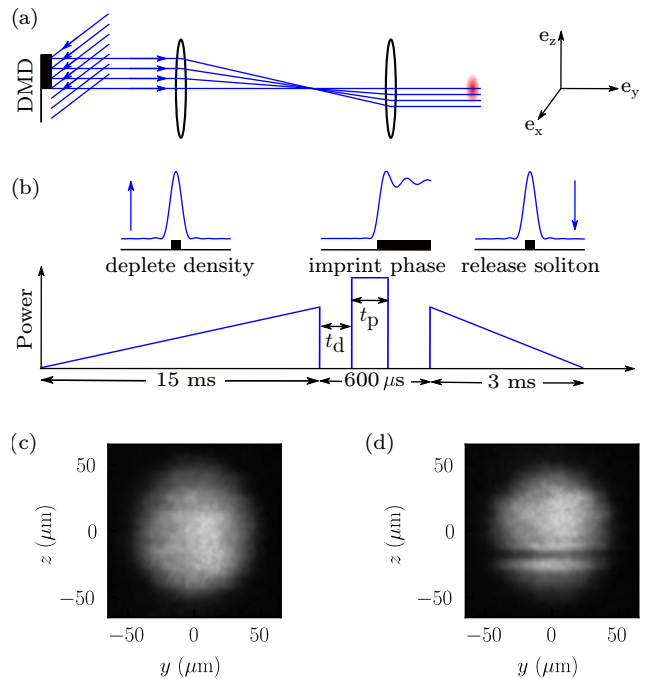 (a)
DMD
e_z
e_y
e_x
(b)
deplete density
imprint phase
release soliton
Power
t_d
t_p
15 ms
600 μs
3 ms
(c)
(d)
50
0
−50
z (μm)
−50
0
50
y (μm)
50
0
−50
z (μm)
−50
0
50
y (μm)